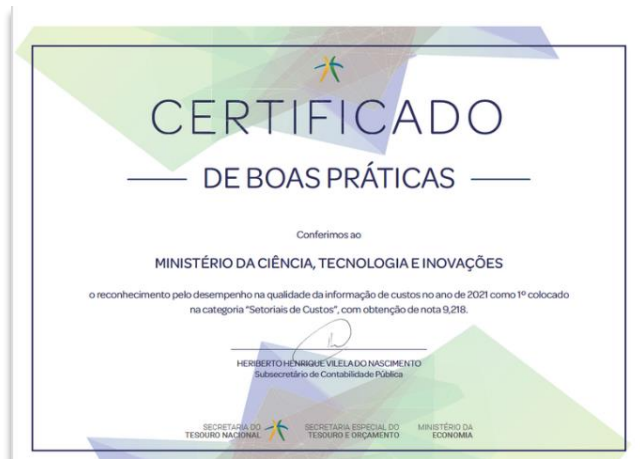 CERTIFICADO
DE BOAS PRÁTICAS
Conferimos ao
MINISTÉRIO DA CIÊNCIA, TECNOLOGIA E INOVAÇÕES
o reconhecimento pelo desempenho na qualidade da informação de custos no ano de 2021 como 1º colocado
na categoria "Setoriais de Custos", com obtenção de nota 9,218.
HERIBERTO HENRIQUE VILELA DO NASCIMENTO
Subsecretário de Contabilidade Pública
SECRETARIA DO
TESOURO NACIONAL
SECRETARIA ESPECIAL DO
TESOURO E ORÇAMENTO
MINISTÉRIO DA
ECONOMIA